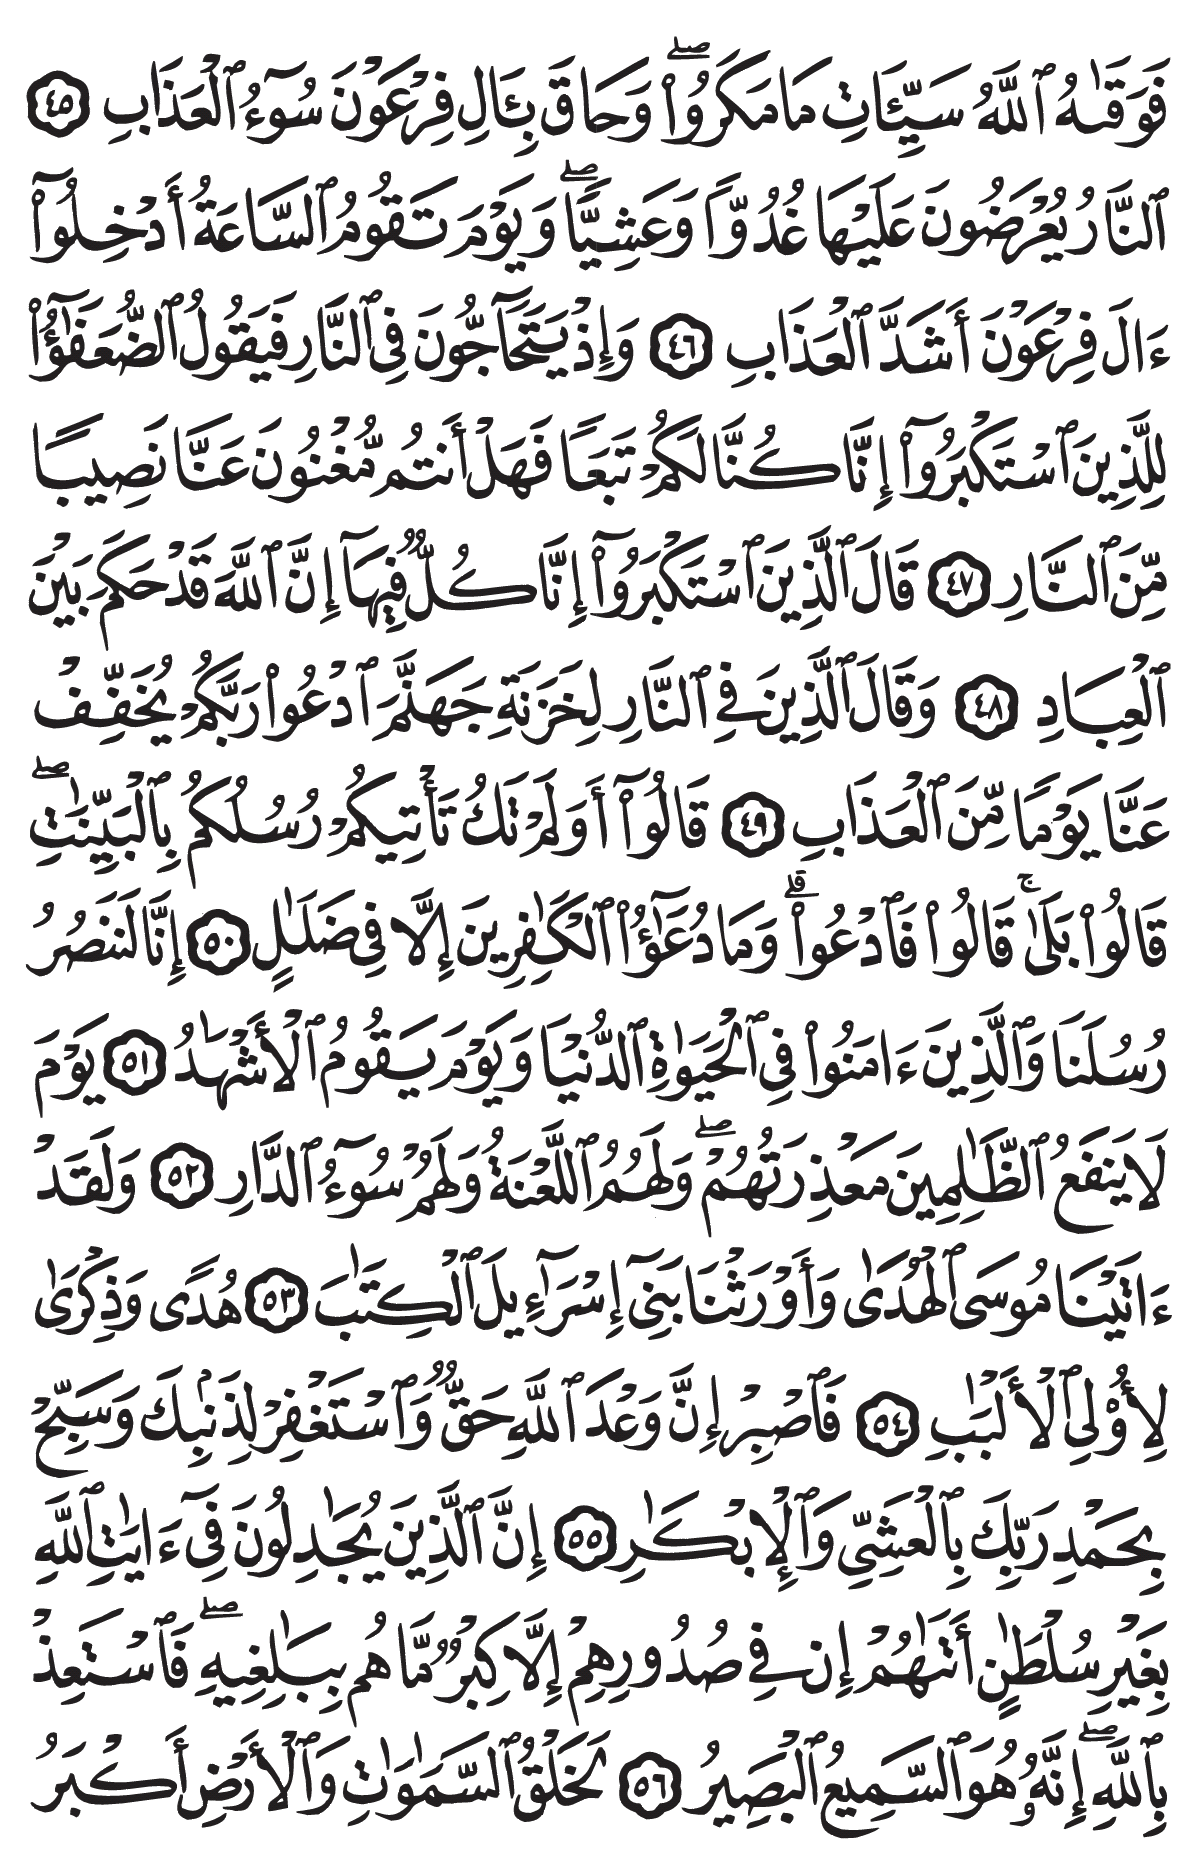 فَوَقَىٰهُ ٱللَّهُ سَيِّـَٔاتِ مَا مَكَرُوا۟ ۖ وَحَاقَ بِـَٔالِ فِرْعَوْنَ سُوٓءُ ٱلْعَذَابِ ٤٥
ٱلنَّارُ يُعْرَضُونَ عَلَيْهَا غُدُوًّا وَعَشِيًّا ۖ وَيَوْمَ تَقُومُ ٱلسَّاعَةُ أَدْخِلُوٓا۟
ءَالَ فِرْعَوْنَ أَشَدَّ ٱلْعَذَابِ ٤٦ وَإِذْ يَتَحَآجُّونَ فِى ٱلنَّارِ فَيَقُولُ ٱلضُّعَفَـٰٓؤُا۟
لِلَّذِينَ ٱسْتَكْبَرُوٓا۟ إِنَّا كُنَّا لَكُمْ تَبَعًا فَهَلْ أَنتُم مُّغْنُونَ عَنَّا نَصِيبًا
مِّنَ ٱلنَّارِ ٤٧ قَالَ ٱلَّذِينَ ٱسْتَكْبَرُوٓا۟ إِنَّا كُلٌّ فِيهَآ إِنَّ ٱللَّهَ قَدْ حَكَمَ بَيْنَ
ٱلْعِبَادِ ٤٨ وَقَالَ ٱلَّذِينَ فِى ٱلنَّارِ لِخَزَنَةِ جَهَنَّمَ ٱدْعُوا۟ رَبَّكُمْ يُخَفِّفْ
عَنَّا يَوْمًا مِّنَ ٱلْعَذَابِ ٤٩ قَالُوٓا۟ أَوَلَمْ تَكُ تَأْتِيكُمْ رُسُلُكُم بِٱلْبَيِّنَـٰتِ ۖ
قَالُوا۟ بَلَىٰ ۚ قَالُوا۟ فَٱدْعُوا۟ ۗ وَمَا دُعَـٰٓؤُا۟ ٱلْكَـٰفِرِينَ إِلَّا فِى ضَلَـٰلٍ ٥٠ إِنَّا لَنَنصُرُ
رُسُلَنَا وَٱلَّذِينَ ءَامَنُوا۟ فِى ٱلْحَيَوٰةِ ٱلدُّنْيَا وَيَوْمَ يَقُومُ ٱلْأَشْهَـٰدُ ٥١ يَوْمَ
لَا يَنفَعُ ٱلظَّـٰلِمِينَ مَعْذِرَتُهُمْ ۖ وَلَهُمُ ٱللَّعْنَةُ وَلَهُمْ سُوٓءُ ٱلدَّارِ ٥٢ وَلَقَدْ
ءَاتَيْنَا مُوسَى ٱلْهُدَىٰ وَأَوْرَثْنَا بَنِىٓ إِسْرَـٰٓءِيلَ ٱلْكِتَـٰبَ ٥٣ هُدًى وَذِكْرَىٰ
لِأُو۟لِى ٱلْأَلْبَـٰبِ ٥٤ فَٱصْبِرْ إِنَّ وَعْدَ ٱللَّهِ حَقٌّ وَٱسْتَغْفِرْ لِذَنۢبِكَ وَسَبِّحْ
بِحَمْدِ رَبِّكَ بِٱلْعَشِىِّ وَٱلْإِبْكَـٰرِ ٥٥ إِنَّ ٱلَّذِينَ يُجَـٰدِلُونَ فِىٓ ءَايَـٰتِ ٱللَّهِ
بِغَيْرِ سُلْطَـٰنٍ أَتَىٰهُمْ إِن فِى صُدُورِهِمْ إِلَّا كِبْرٌ مَّا هُم بِبَـٰلِغِيهِ ۖ فَٱسْتَعِذْ
بِٱللَّهِ ۖ إِنَّهُۥ هُوَ ٱلسَّمِيعُ ٱلْبَصِيرُ ٥٦ لَخَلْقُ ٱلسَّمَـٰوَٰتِ وَٱلْأَرْضِ أَكْبَرُ